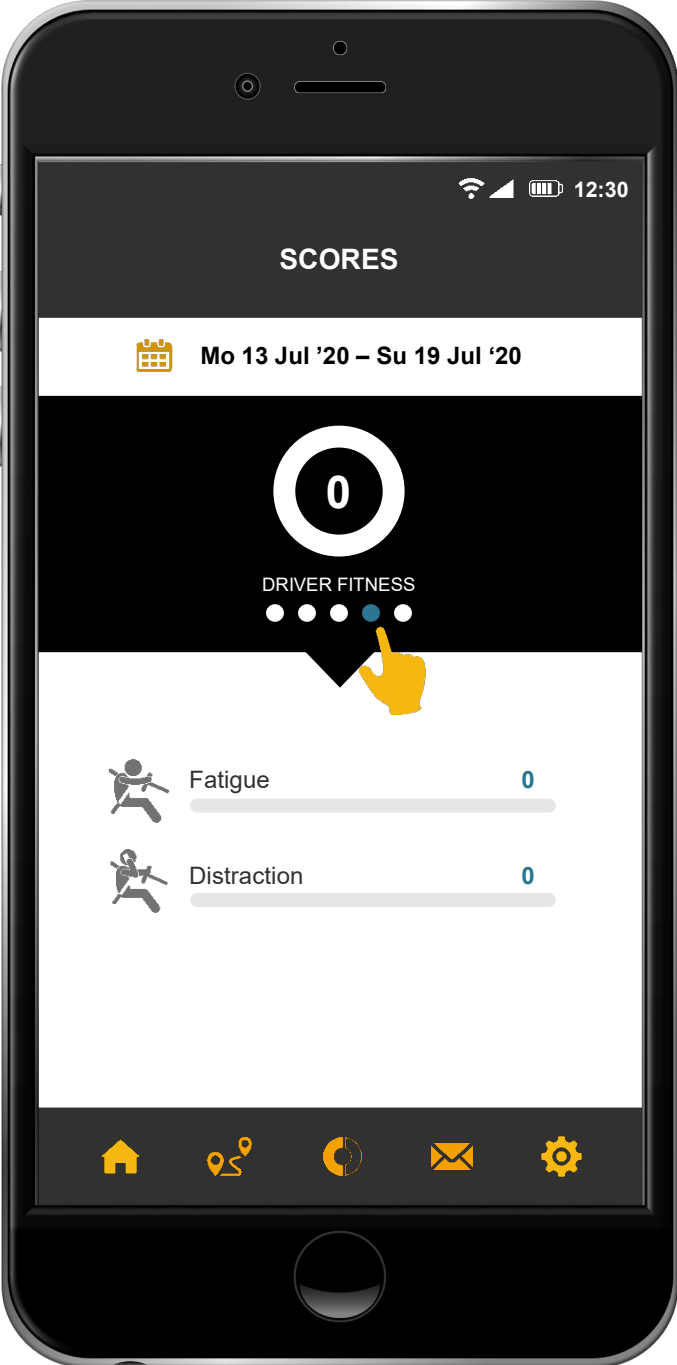 12:30
SCORES
Mo 13 Jul ’20 – Su 19 Jul ‘20
0
DRIVER FITNESS
Fatigue 0
Distraction 0